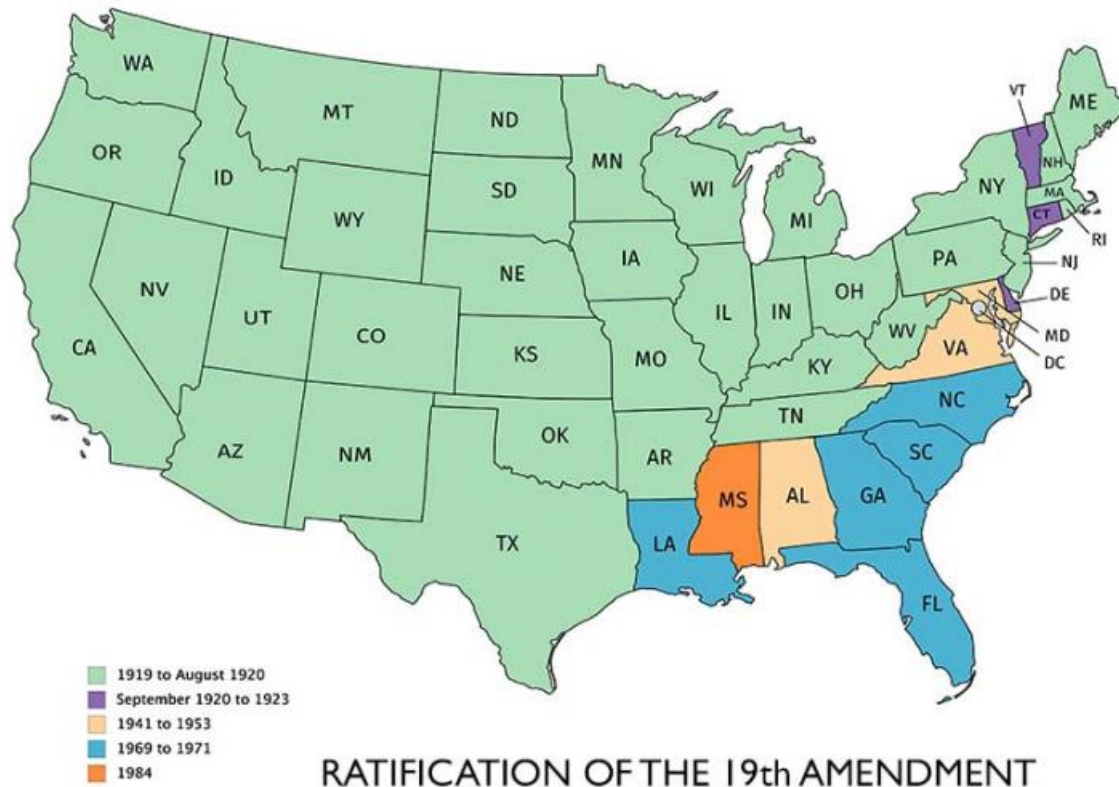 WA
MT
ND
MN
OR
ID
SD
WI
WY
MI
NY
VT
NH
ME
MA
CT
RI
NJ
PA
DE
MD
DC
NV
UT
CO
NE
IA
IL
IN
OH
WV
VA
CA
KS
MO
KY
AZ
NM
OK
AR
TN
NC
SC
TX
LA
MS
AL
GA
FL
1919 to August 1920
September 1920 to 1923
1941 to 1953
1969 to 1971
1984
RATIFICATION OF THE 19th AMENDMENT